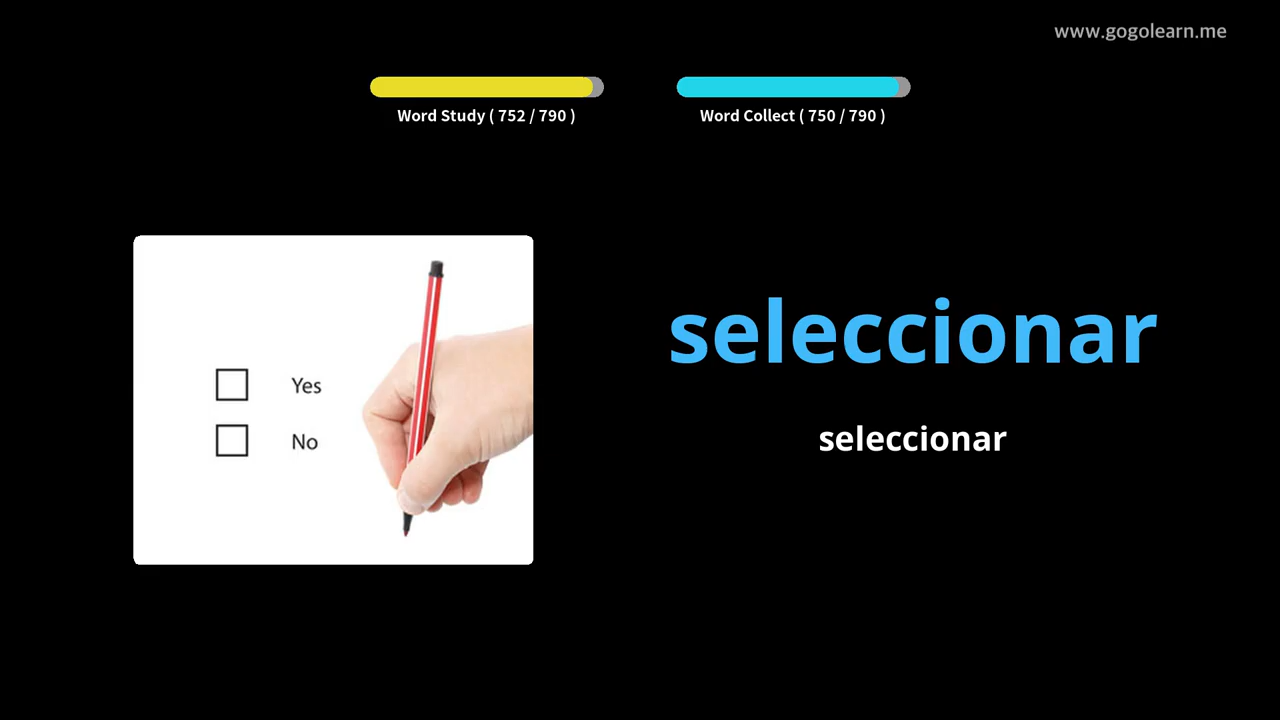 www.gogolearn.me
Word Study ( 752 / 790 )
Word Collect ( 750 / 790 )
Yes
No
seleccionar
seleccionar